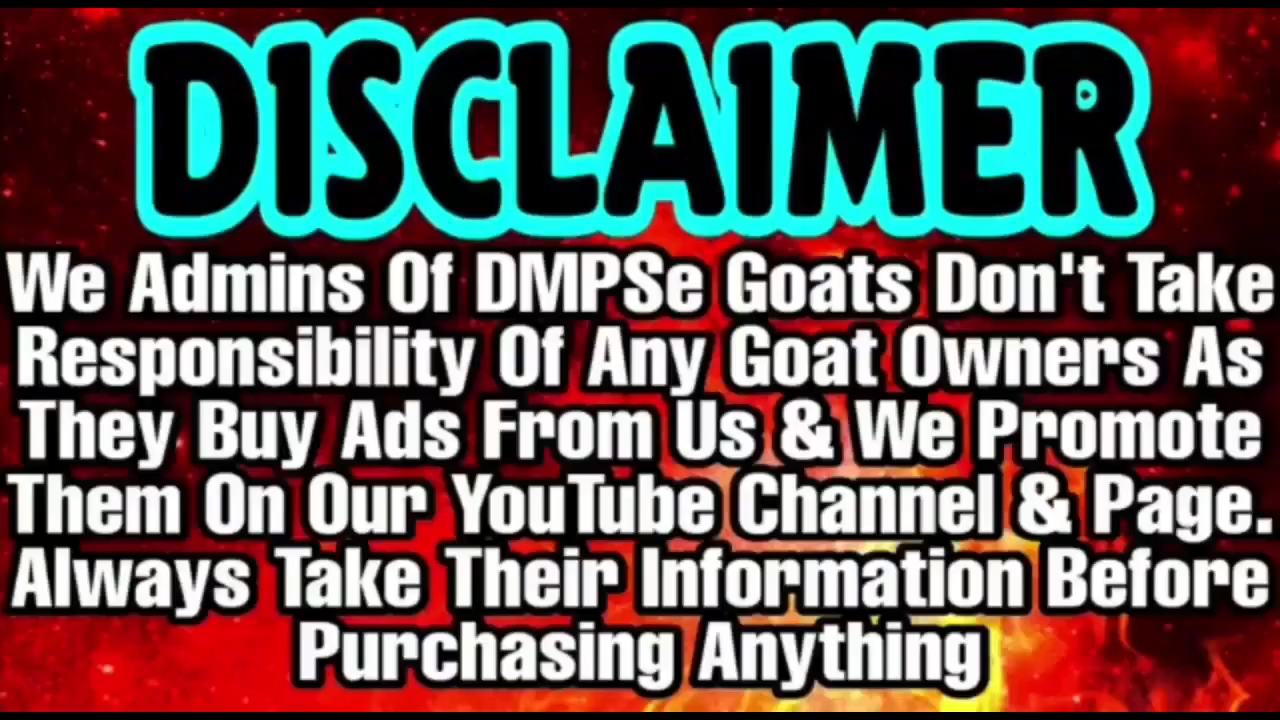 DISCLAIMER
We Admins Of DMPSe Goats Don't Take
Responsibility Of Any Goat Owners As
They Buy Ads From Us & We Promote
Them On Our YouTube Channel & Page.
Always Take Their Information Before
Purchasing Anything